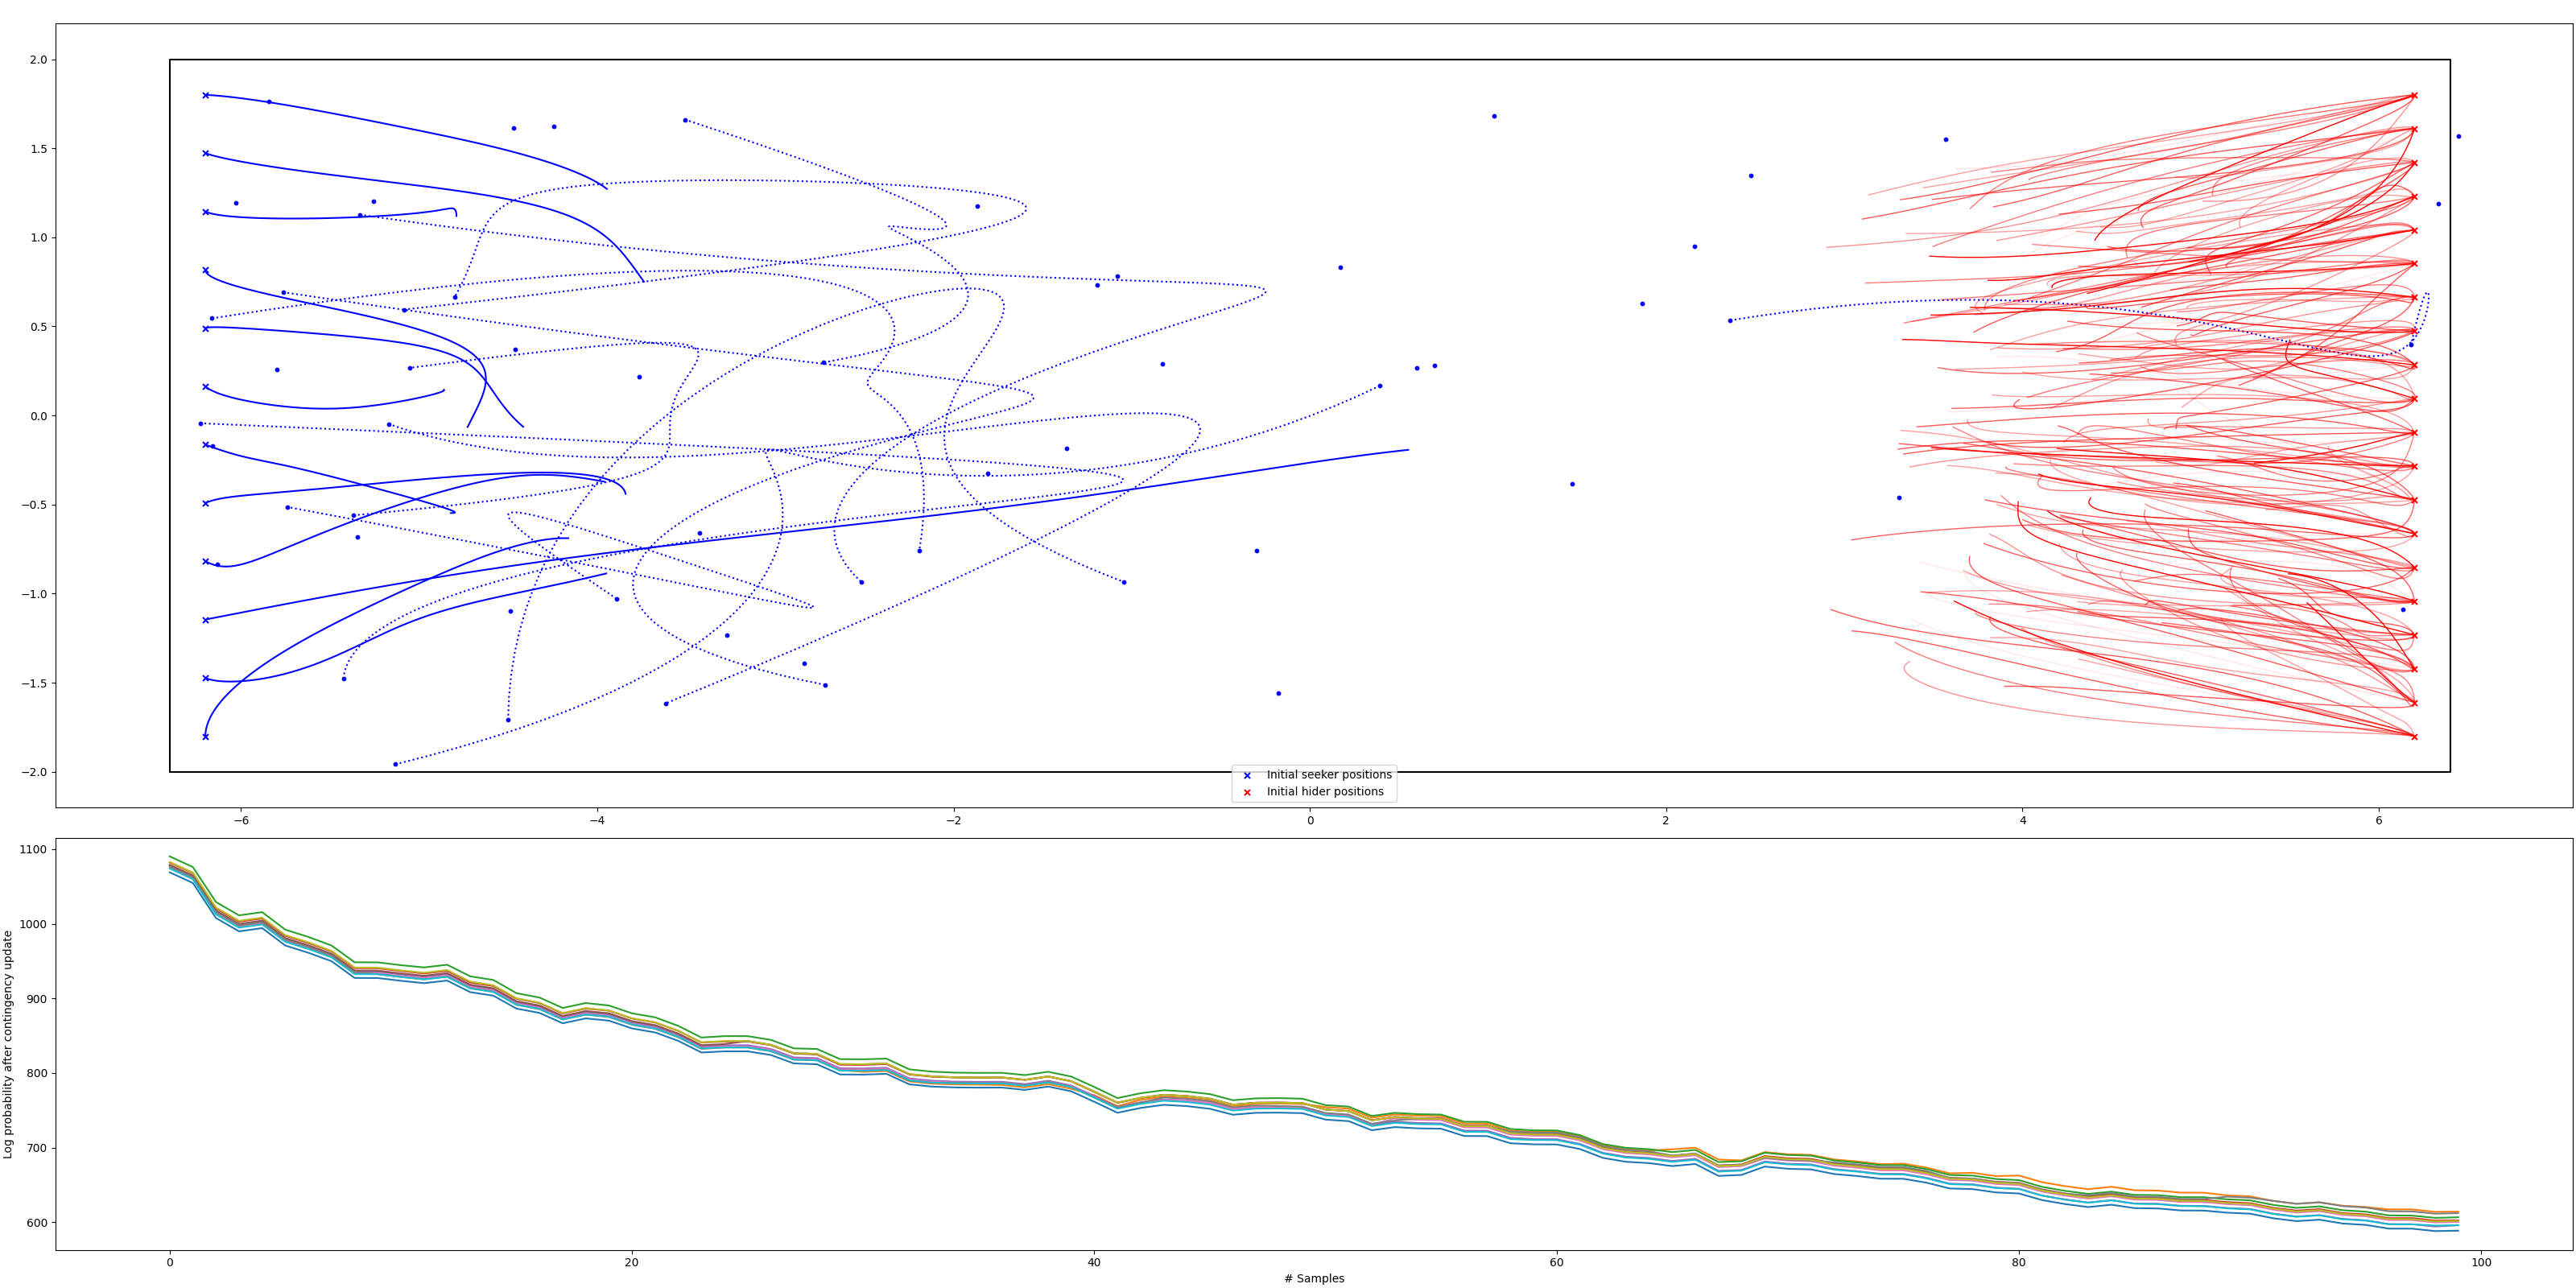 2.0
1.5
1.0
0.5
0.0
−0.5
−1.0
−1.5
−2.0
Initial seeker positions
Initial hider positions
−6 −4 −2 0 2 4 6
1100
1000
900
800
700
600
Log probability after contingency update
0 20 40 60 80 100
# Samples